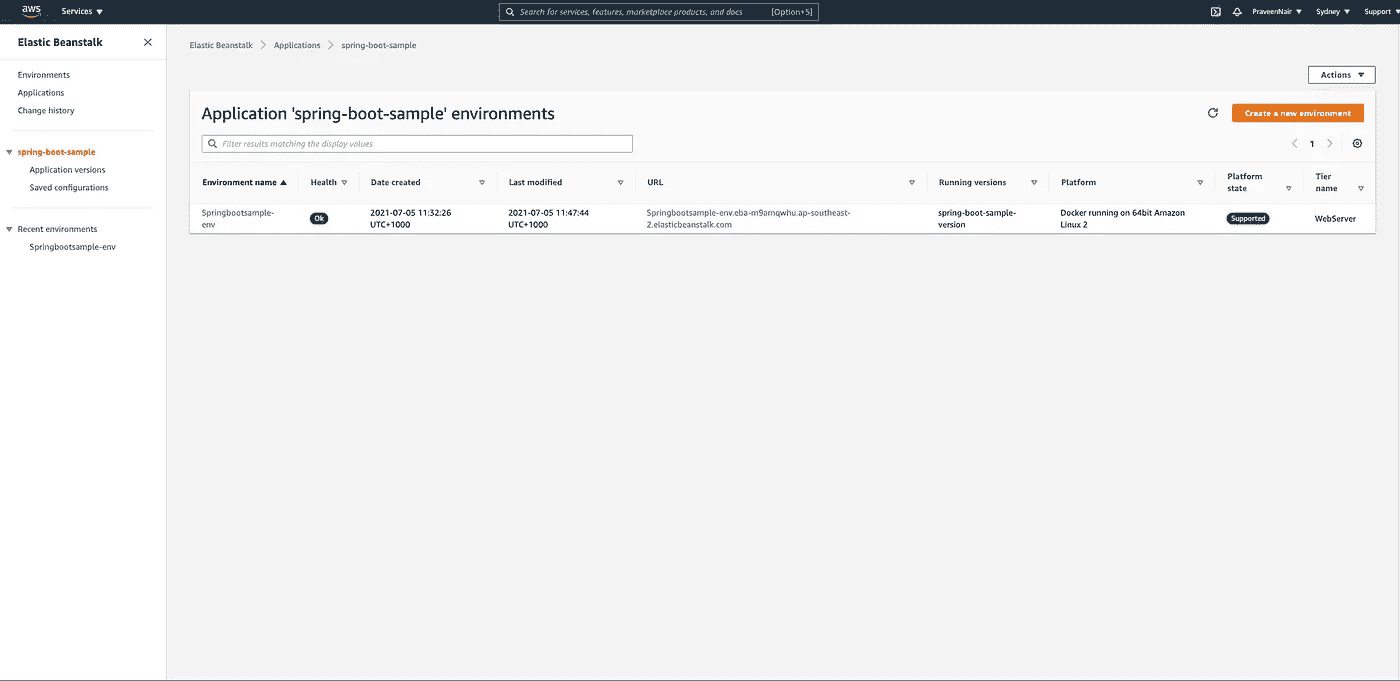 aws
Services
Search for services, features, marketplace products, and docs [Option+S]
PraveenNair
Sydney
Support
Elastic Beanstalk
Environments
Applications
Change history
spring-boot-sample
Application versions
Saved configurations
Recent environments
Springbootsample-env
Elastic Beanstalk Applications spring-boot-sample
Actions
Application 'spring-boot-sample' environments
Create a new environment
Filter results matching the display values
1
Environment name Health Date created Last modified URL Running versions Platform Platform state Tier name
Springbootsample-
env
Ok
2021-07-05 11:32:26
UTC+1000
2021-07-05 11:47:44
UTC+1000
Springbootsample-env.eba-m9arnqwhu.ap-southeast-
2.elasticbeanstalk.com
spring-boot-sample-
version
Docker running on 64bit Amazon
Linux 2
Supported
WebServer